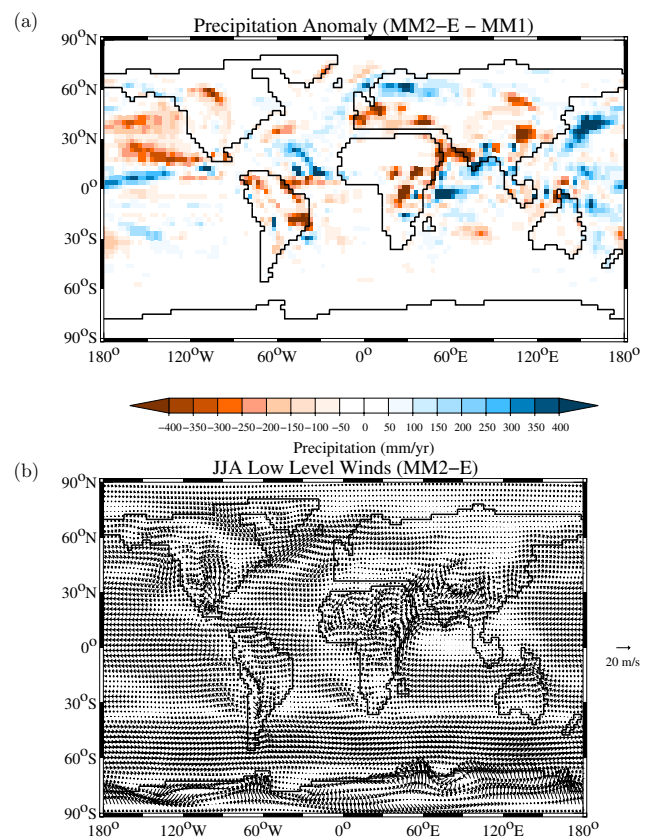 (a)
Precipitation Anomaly (MM2−E − MM1)
90°N
60°N
30°N
0°
30°S
60°S
90°S
180° 120°W 60°W 0° 60°E 120°E 180°
−400 −350 −300 −250 −200 −150 −100 −50 0 50 100 150 200 250 300 350 400
Precipitation (mm/yr)
(b)
JJA Low Level Winds (MM2−E)
90°N
60°N
30°N
0°
30°S
60°S
90°S
20 m/s
180° 120°W 60°W 0° 60°E 120°E 180°